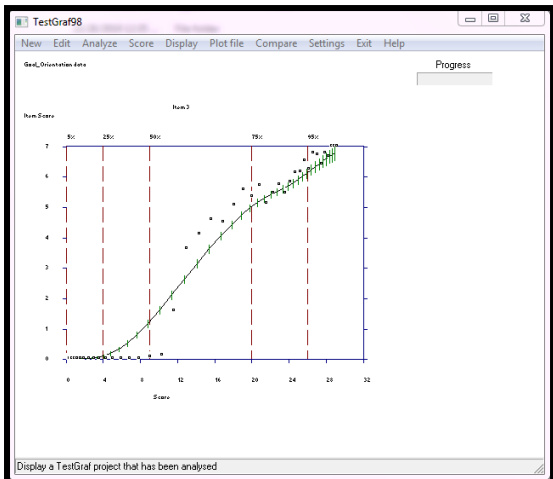 TestGraf98
New Edit Analyze Score Display Plot file Compare Settings Exit Help
Goal_Orientation data
Progress
Item 3
Item Score
5% 25% 50% 75% 95%
7
6
5
4
3
2
1
0
0 4 8 12 16 20 24 28 32
Score
Display a TestGraf project that has been analysed